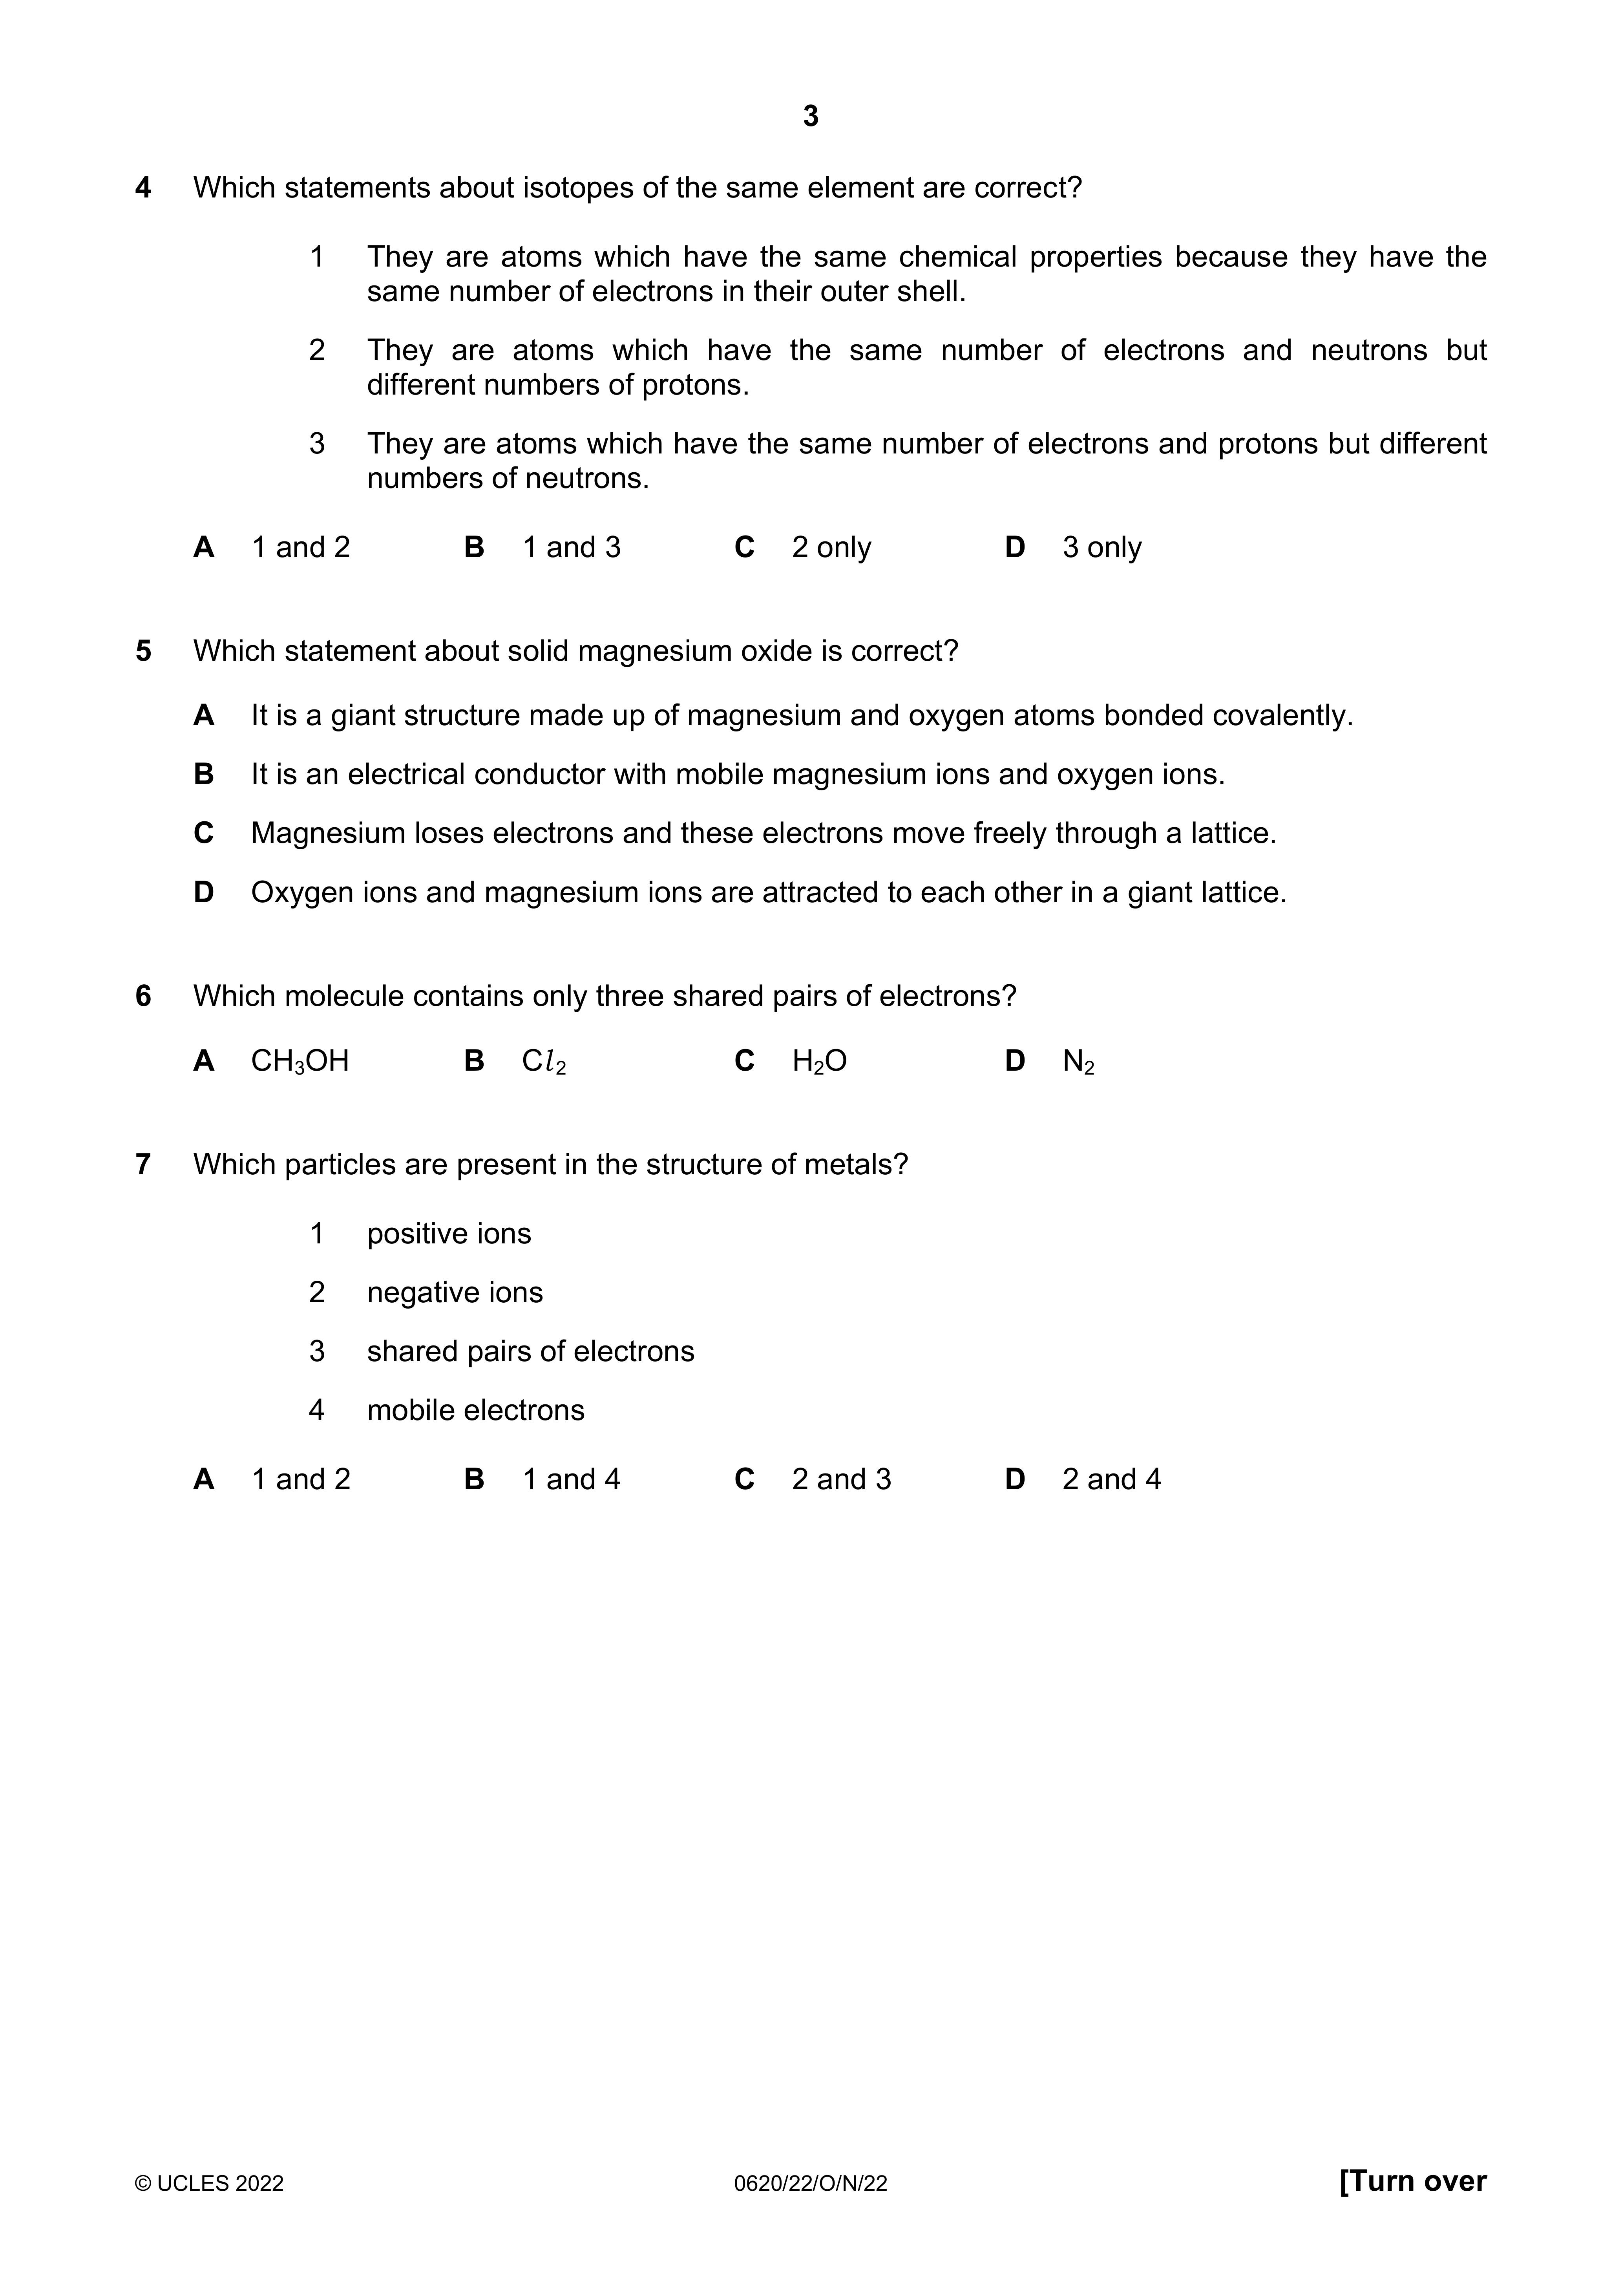 3
4 Which statements about isotopes of the same element are correct?
1 They are atoms which have the same chemical properties because they have the
same number of electrons in their outer shell.
2 They are atoms which have the same number of electrons and neutrons but
different numbers of protons.
3 They are atoms which have the same number of electrons and protons but different
numbers of neutrons.
A 1 and 2 B 1 and 3 C 2 only D 3 only
5 Which statement about solid magnesium oxide is correct?
A It is a giant structure made up of magnesium and oxygen atoms bonded covalently.
B It is an electrical conductor with mobile magnesium ions and oxygen ions.
C Magnesium loses electrons and these electrons move freely through a lattice.
D Oxygen ions and magnesium ions are attracted to each other in a giant lattice.
6 Which molecule contains only three shared pairs of electrons?
A CH₃OH B Cl₂ C H₂O D N₂
7 Which particles are present in the structure of metals?
1 positive ions
2 negative ions
3 shared pairs of electrons
4 mobile electrons
A 1 and 2 B 1 and 4 C 2 and 3 D 2 and 4
© UCLES 2022 0620/22/O/N/22 [Turn over